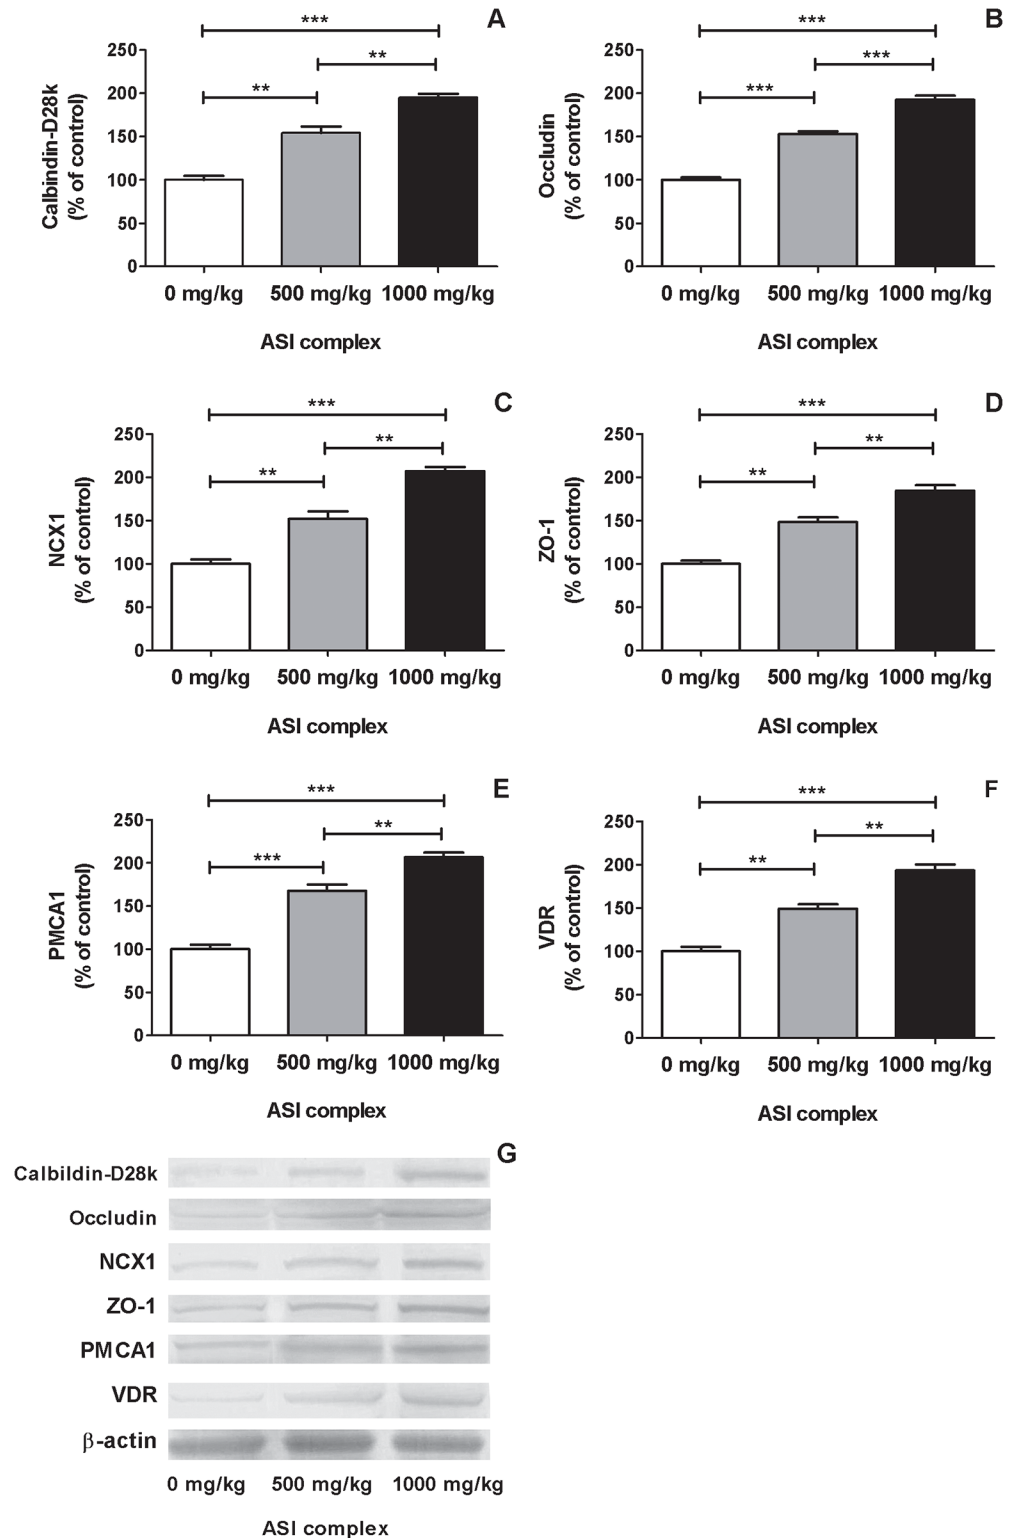 A
***
**
**
250
200
150
100
50
0
Calbindin-D28k
(% of control)
0 mg/kg 500 mg/kg 1000 mg/kg
ASI complex
B
***
***
***
250
200
150
100
50
0
Occludin
(% of control)
0 mg/kg 500 mg/kg 1000 mg/kg
ASI complex
C
***
**
**
250
200
150
100
50
0
NCX1
(% of control)
0 mg/kg 500 mg/kg 1000 mg/kg
ASI complex
D
***
**
**
250
200
150
100
50
0
ZO-1
(% of control)
0 mg/kg 500 mg/kg 1000 mg/kg
ASI complex
E
***
**
***
250
200
150
100
50
0
PMCA1
(% of control)
0 mg/kg 500 mg/kg 1000 mg/kg
ASI complex
F
***
**
**
250
200
150
100
50
0
VDR
(% of control)
0 mg/kg 500 mg/kg 1000 mg/kg
ASI complex
G
Calbildin-D28k
Occludin
NCX1
ZO-1
PMCA1
VDR
β-actin
0 mg/kg 500 mg/kg 1000 mg/kg
ASI complex